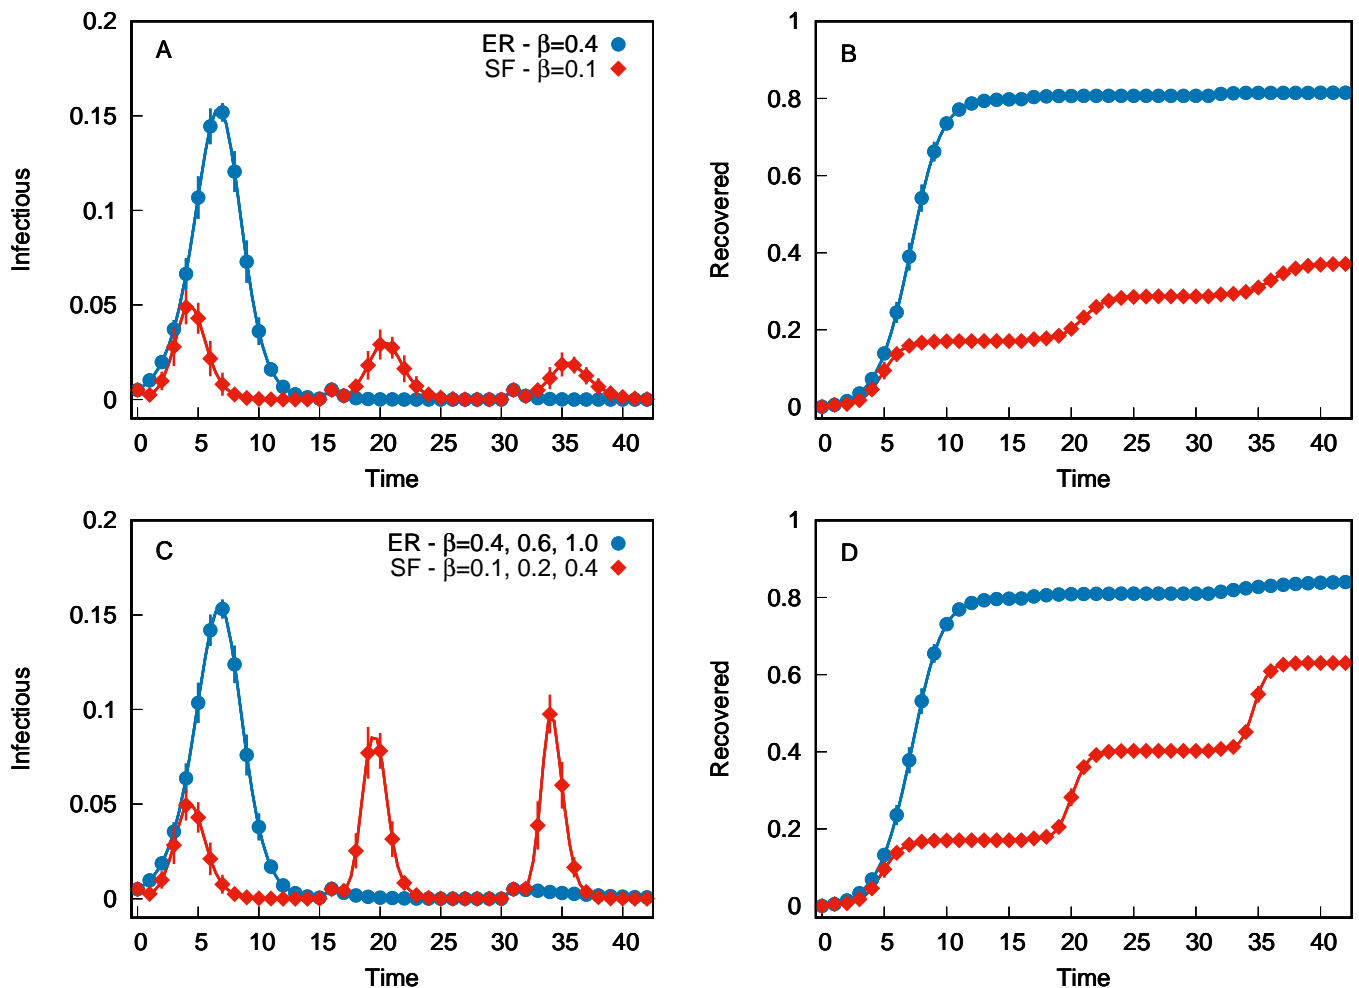 0.2
0.15
0.1
0.05
0
Infectious
A
ER - β=0.4
SF - β=0.1
0 5 10 15 20 25 30 35 40
Time
1
0.8
0.6
0.4
0.2
0
Recovered
B
0 5 10 15 20 25 30 35 40
Time
0.2
0.15
0.1
0.05
0
Infectious
C
ER - β=0.4, 0.6, 1.0
SF - β=0.1, 0.2, 0.4
0 5 10 15 20 25 30 35 40
Time
1
0.8
0.6
0.4
0.2
0
Recovered
D
0 5 10 15 20 25 30 35 40
Time